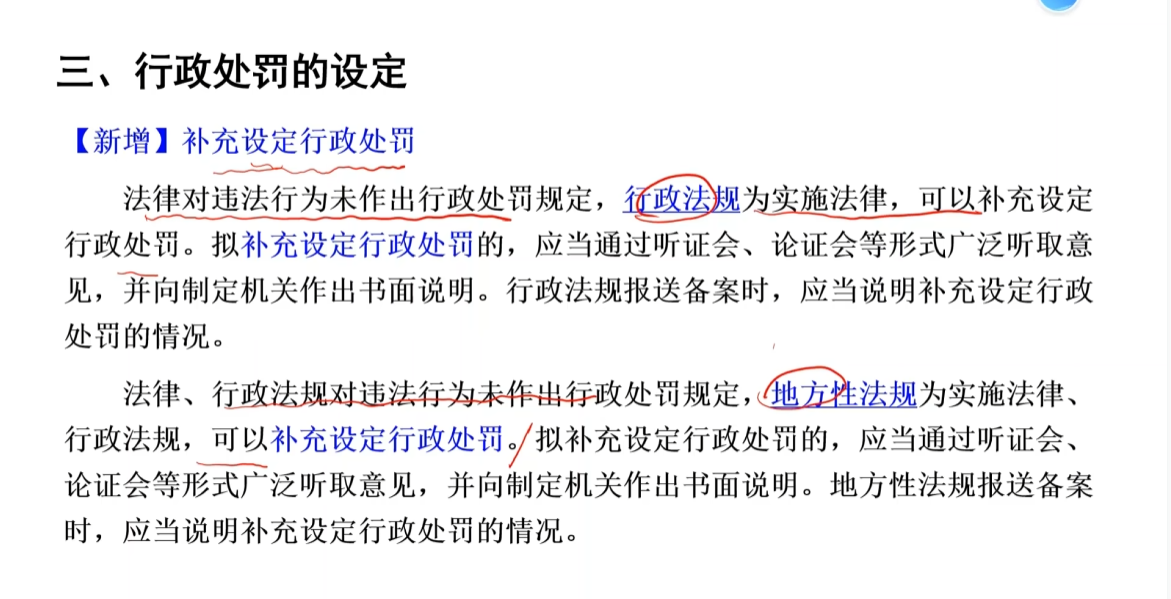 三、行政处罚的设定
【新增】补充设定行政处罚
法律对违法行为未作出行政处罚规定，行政法规为实施法律，可以补充设定
行政处罚。拟补充设定行政处罚的，应当通过听证会、论证会等形式广泛听取意
见，并向制定机关作出书面说明。行政法规报送备案时，应当说明补充设定行政
处罚的情况。
法律、行政法规对违法行为未作出行政处罚规定，地方性法规为实施法律、
行政法规，可以补充设定行政处罚。拟补充设定行政处罚的，应当通过听证会、
论证会等形式广泛听取意见，并向制定机关作出书面说明。地方性法规报送备案
时，应当说明补充设定行政处罚的情况。